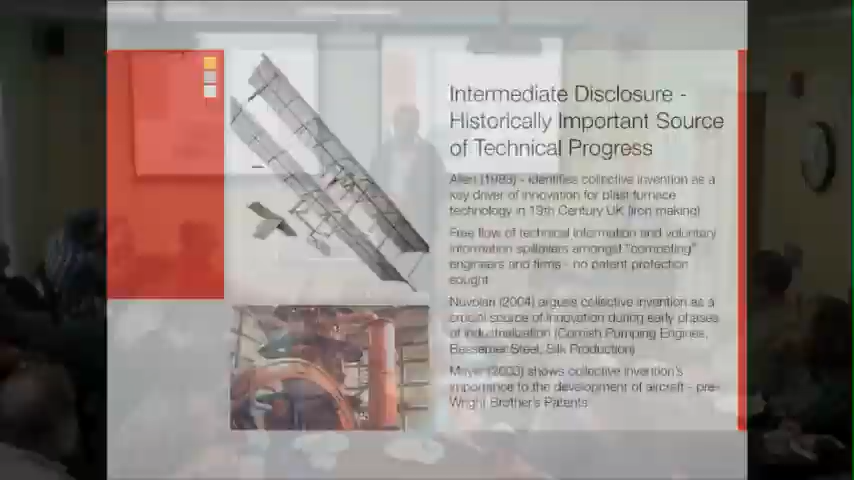 Intermediate Disclosure -
Historically Important Source
of Technical Progress
Allen (1983) - identifies collective invention as a
key driver of innovation for blast furnace
technology in 19th Century UK (iron making)
Free flow of technical information and voluntary
information spillovers amongst "competing"
engineers and firms - no patent protection
sought
Nuvolari (2004) argues collective invention as a
crucial source of innovation during early phases
of industrialization (Cornish Pumping Engines,
Bessemer Steel, Silk Production)
Meyer (2003) shows collective invention's
importance to the development of aircraft - pre-
Wright Brother's Patents